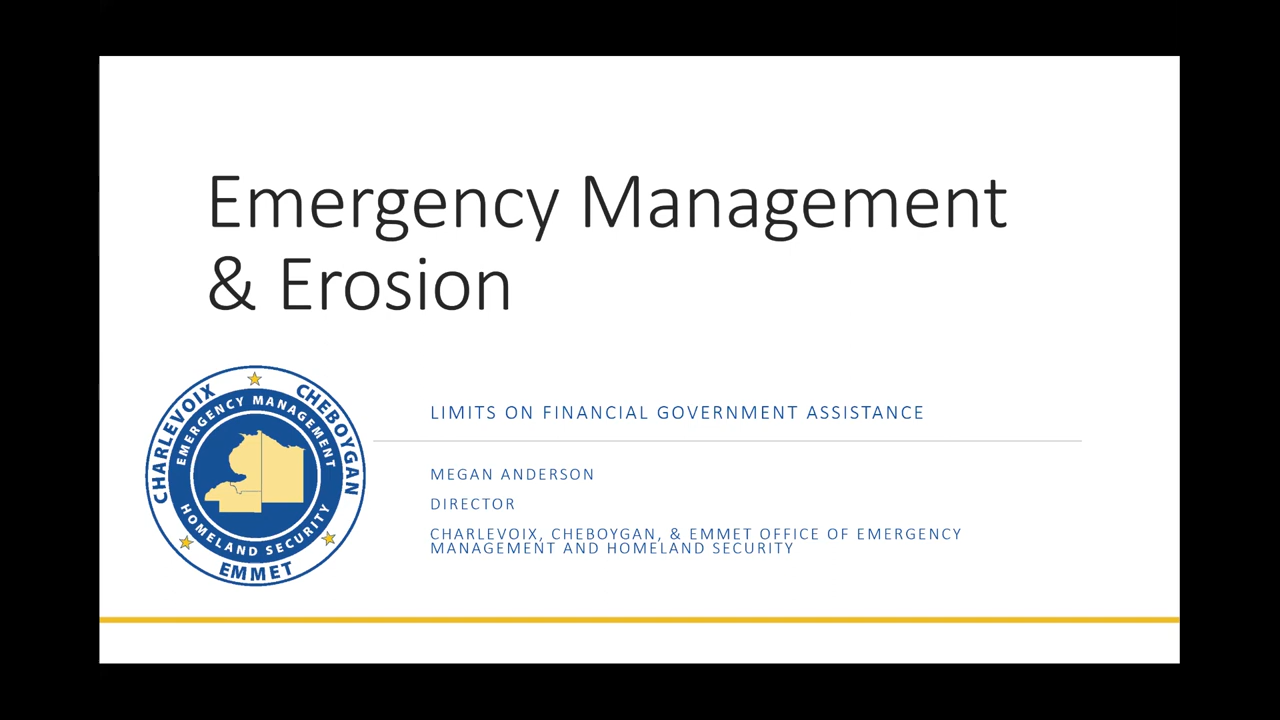 Emergency Management
& Erosion
LIMITS ON FINANCIAL GOVERNMENT ASSISTANCE
CHARLEVOIX
CHEBOYGAN
EMERGENCY MANAGEMENT
HOMELAND SECURITY
EMMET
MEGAN ANDERSON
DIRECTOR
CHARLEVOIX, CHEBOYGAN, & EMMET OFFICE OF EMERGENCY
MANAGEMENT AND HOMELAND SECURITY